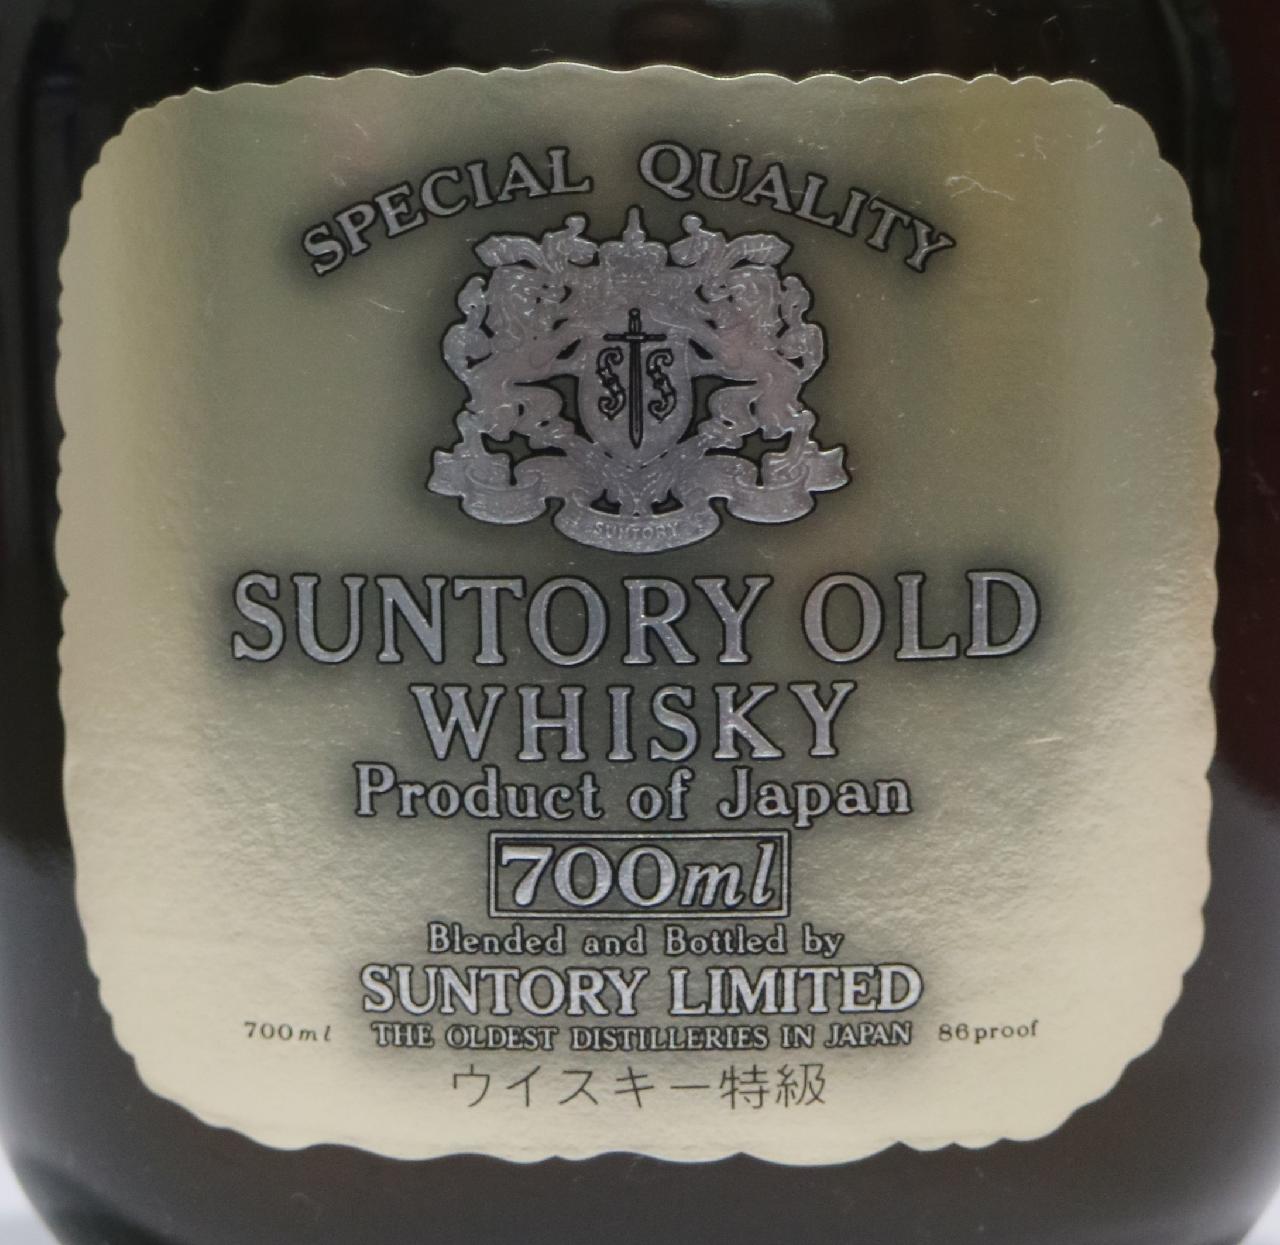 SPECIAL QUALITY
S S
SUNTORY
SUNTORY OLD
WHISKY
Product of Japan
700ml
Blended and Bottled by
SUNTORY LIMITED
700ml THE OLDEST DISTILLERIES IN JAPAN 86proof
ウイスキー特級